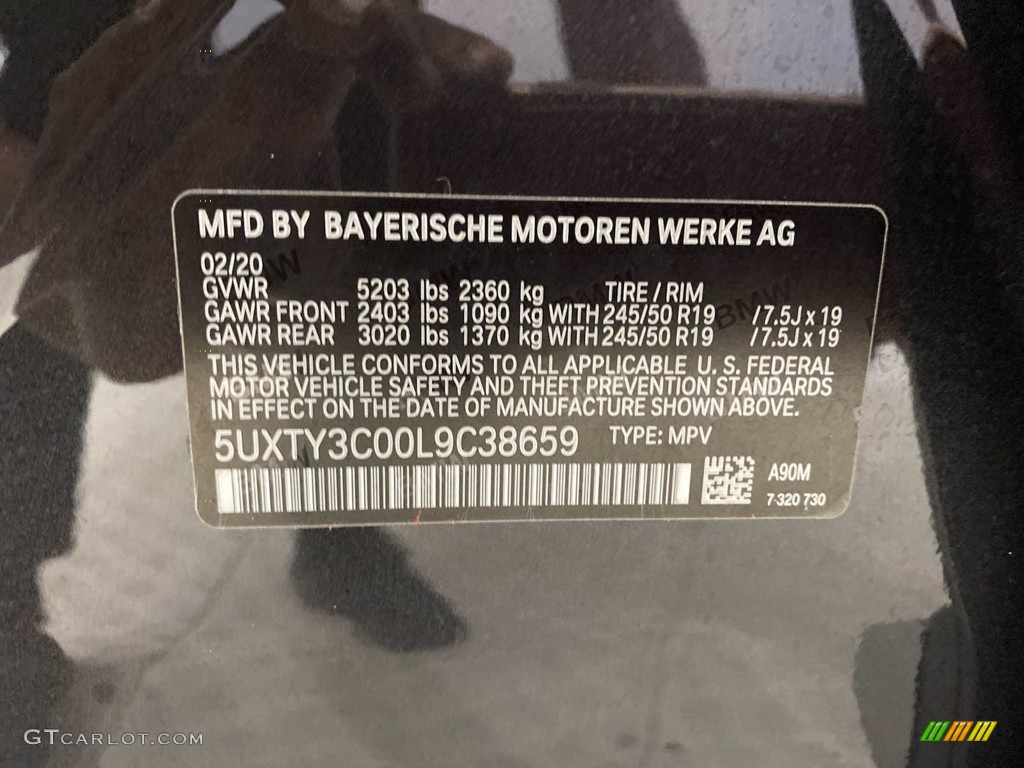 MFD BY BAYERISCHE MOTOREN WERKE AG
02/20
GVWR 5203 lbs 2360 kg TIRE / RIM
GAWR FRONT 2403 lbs 1090 kg WITH 245/50 R19 / 7.5J x 19
GAWR REAR 3020 lbs 1370 kg WITH 245/50 R19 / 7.5J x 19
THIS VEHICLE CONFORMS TO ALL APPLICABLE U. S. FEDERAL
MOTOR VEHICLE SAFETY AND THEFT PREVENTION STANDARDS
IN EFFECT ON THE DATE OF MANUFACTURE SHOWN ABOVE.
5UXTY3C00L9C38659 TYPE: MPV
A90M
7 320 730
GTCARLOT.COM